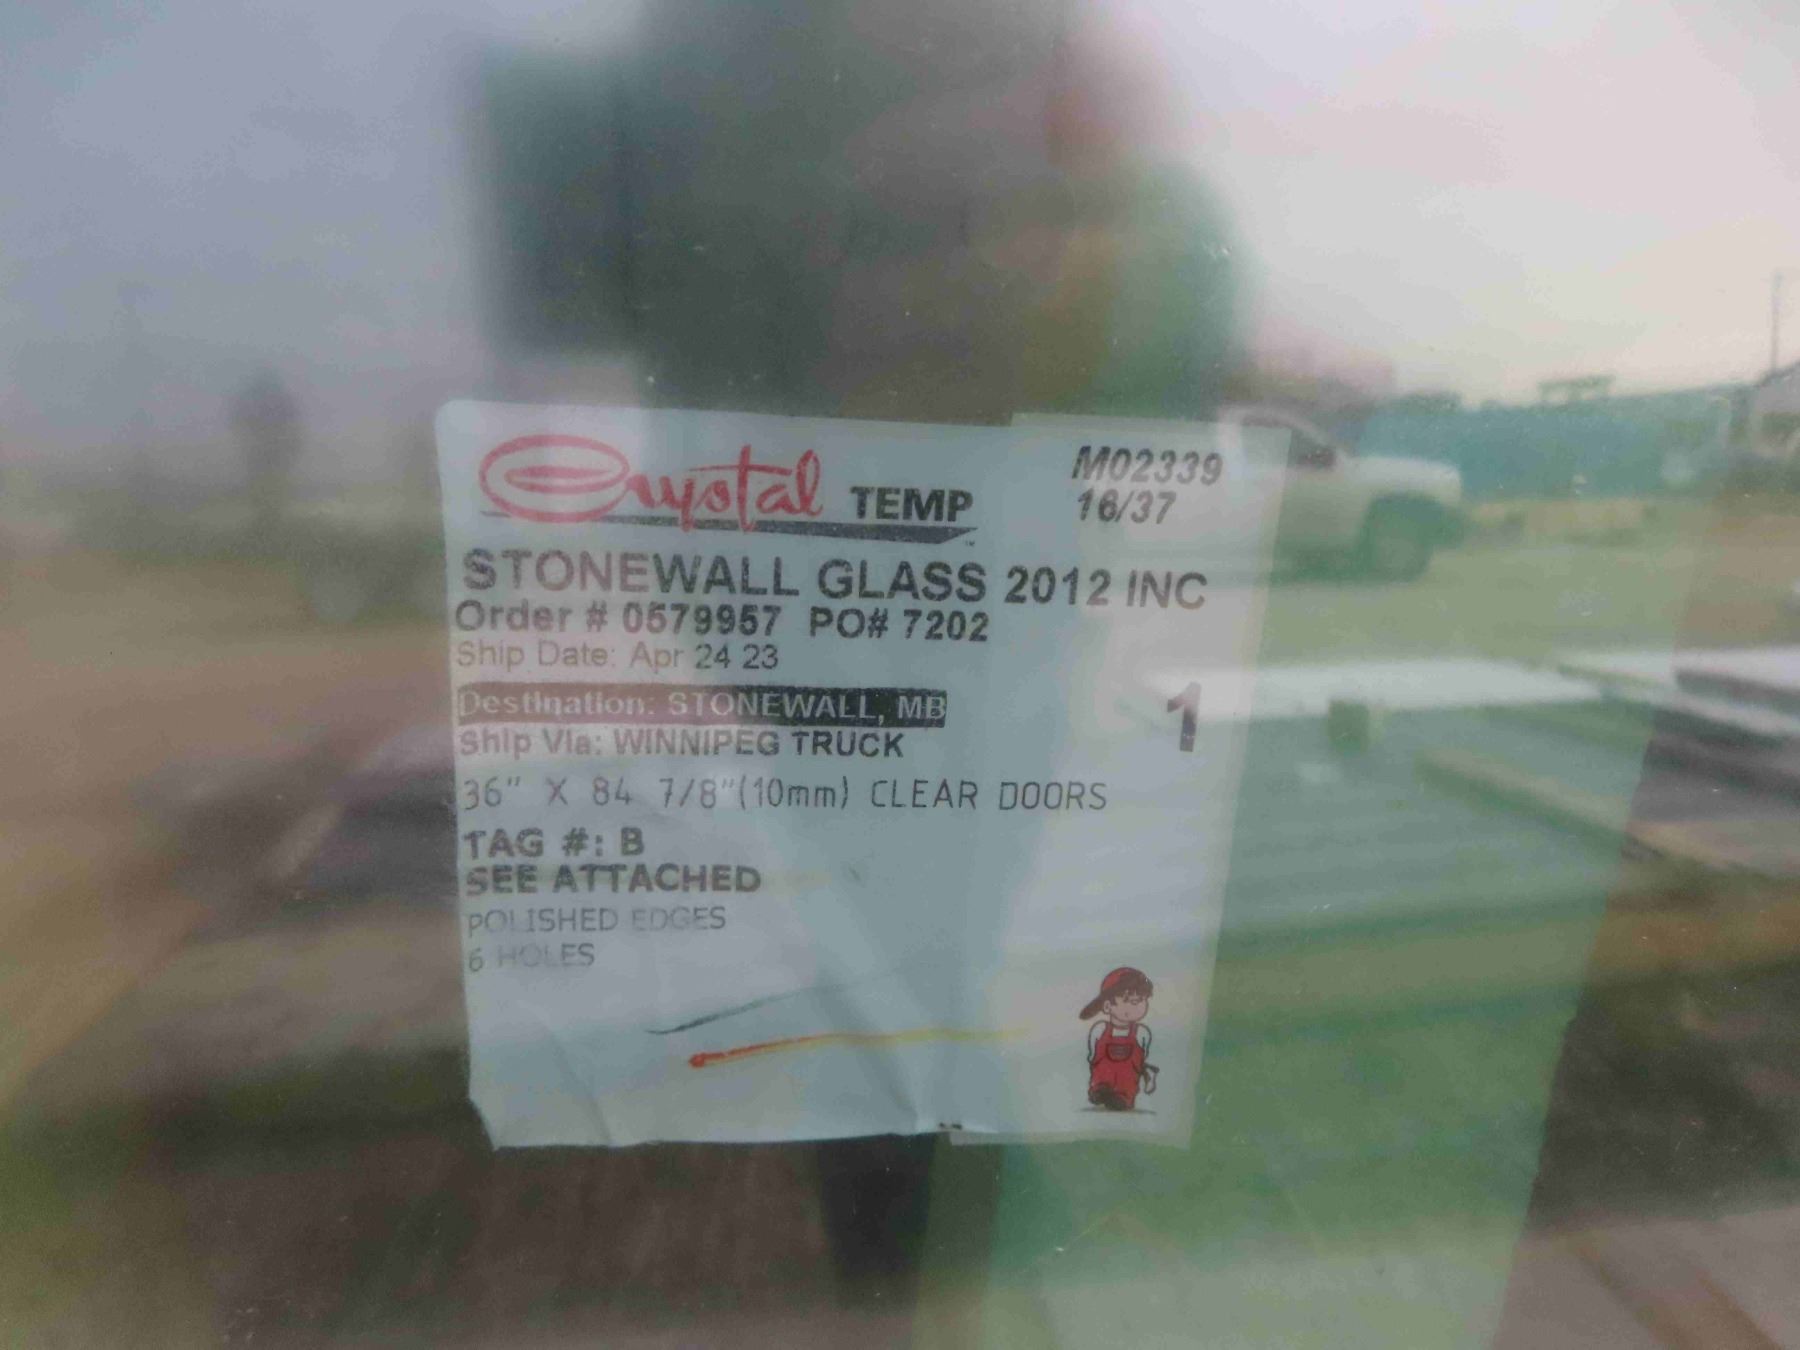 Crystal TEMP
M02339
16/37
STONEWALL GLASS 2012 INC
Order # 0579957 PO# 7202
Ship Date: Apr 24 23
Destination: STONEWALL, MB
1
Ship Via: WINNIPEG TRUCK
36" X 84 7/8"(10mm) CLEAR DOORS
TAG #: B
SEE ATTACHED
POLISHED EDGES
6 HOLES